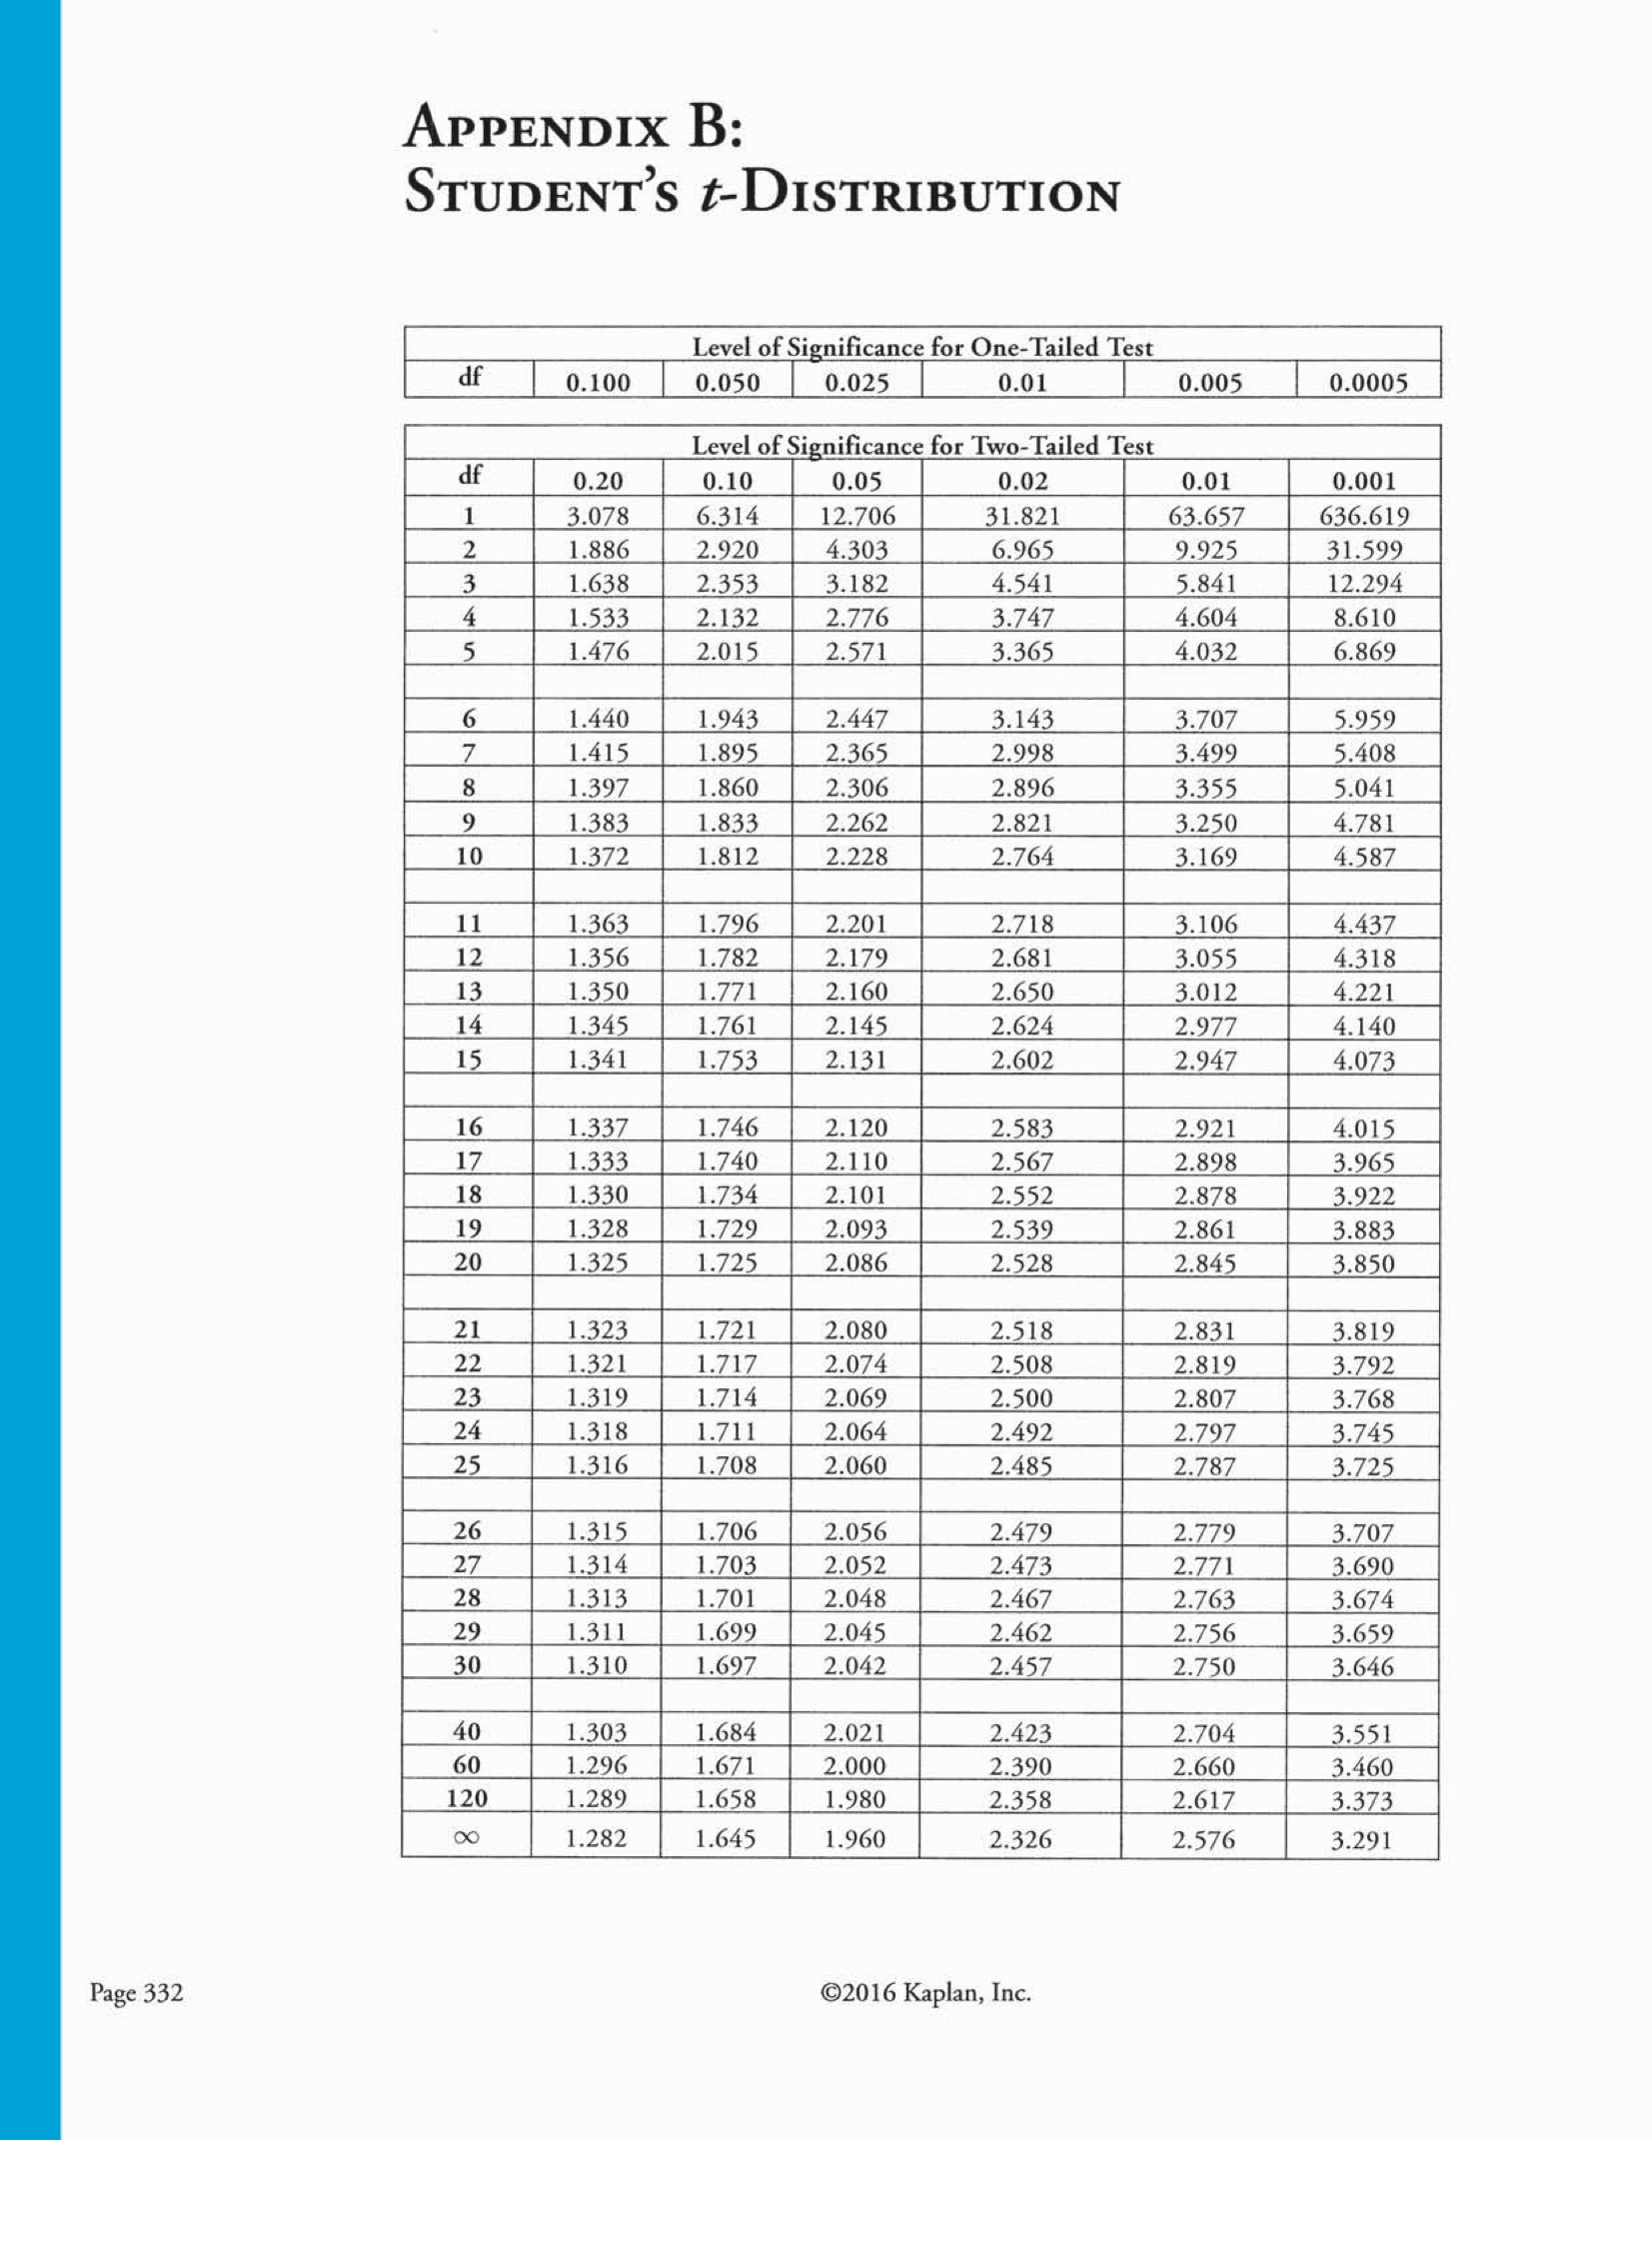 APPENDIX B:
STUDENT'S t-DISTRIBUTION
Level of Significance for One-Tailed Test
df 0.100 0.050 0.025 0.01 0.005 0.0005
Level of Significance for Two-Tailed Test
df 0.20 0.10 0.05 0.02 0.01 0.001
1 3.078 6.314 12.706 31.821 63.657 636.619
2 1.886 2.920 4.303 6.965 9.925 31.599
3 1.638 2.353 3.182 4.541 5.841 12.294
4 1.533 2.132 2.776 3.747 4.604 8.610
5 1.476 2.015 2.571 3.365 4.032 6.869
6 1.440 1.943 2.447 3.143 3.707 5.959
7 1.415 1.895 2.365 2.998 3.499 5.408
8 1.397 1.860 2.306 2.896 3.355 5.041
9 1.383 1.833 2.262 2.821 3.250 4.781
10 1.372 1.812 2.228 2.764 3.169 4.587
11 1.363 1.796 2.201 2.718 3.106 4.437
12 1.356 1.782 2.179 2.681 3.055 4.318
13 1.350 1.771 2.160 2.650 3.012 4.221
14 1.345 1.761 2.145 2.624 2.977 4.140
15 1.341 1.753 2.131 2.602 2.947 4.073
16 1.337 1.746 2.120 2.583 2.921 4.015
17 1.333 1.740 2.110 2.567 2.898 3.965
18 1.330 1.734 2.101 2.552 2.878 3.922
19 1.328 1.729 2.093 2.539 2.861 3.883
20 1.325 1.725 2.086 2.528 2.845 3.850
21 1.323 1.721 2.080 2.518 2.831 3.819
22 1.321 1.717 2.074 2.508 2.819 3.792
23 1.319 1.714 2.069 2.500 2.807 3.768
24 1.318 1.711 2.064 2.492 2.797 3.745
25 1.316 1.708 2.060 2.485 2.787 3.725
26 1.315 1.706 2.056 2.479 2.779 3.707
27 1.314 1.703 2.052 2.473 2.771 3.690
28 1.313 1.701 2.048 2.467 2.763 3.674
29 1.311 1.699 2.045 2.462 2.756 3.659
30 1.310 1.697 2.042 2.457 2.750 3.646
40 1.303 1.684 2.021 2.423 2.704 3.551
60 1.296 1.671 2.000 2.390 2.660 3.460
120 1.289 1.658 1.980 2.358 2.617 3.373
∞ 1.282 1.645 1.960 2.326 2.576 3.291
Page 332 ©2016 Kaplan, Inc.